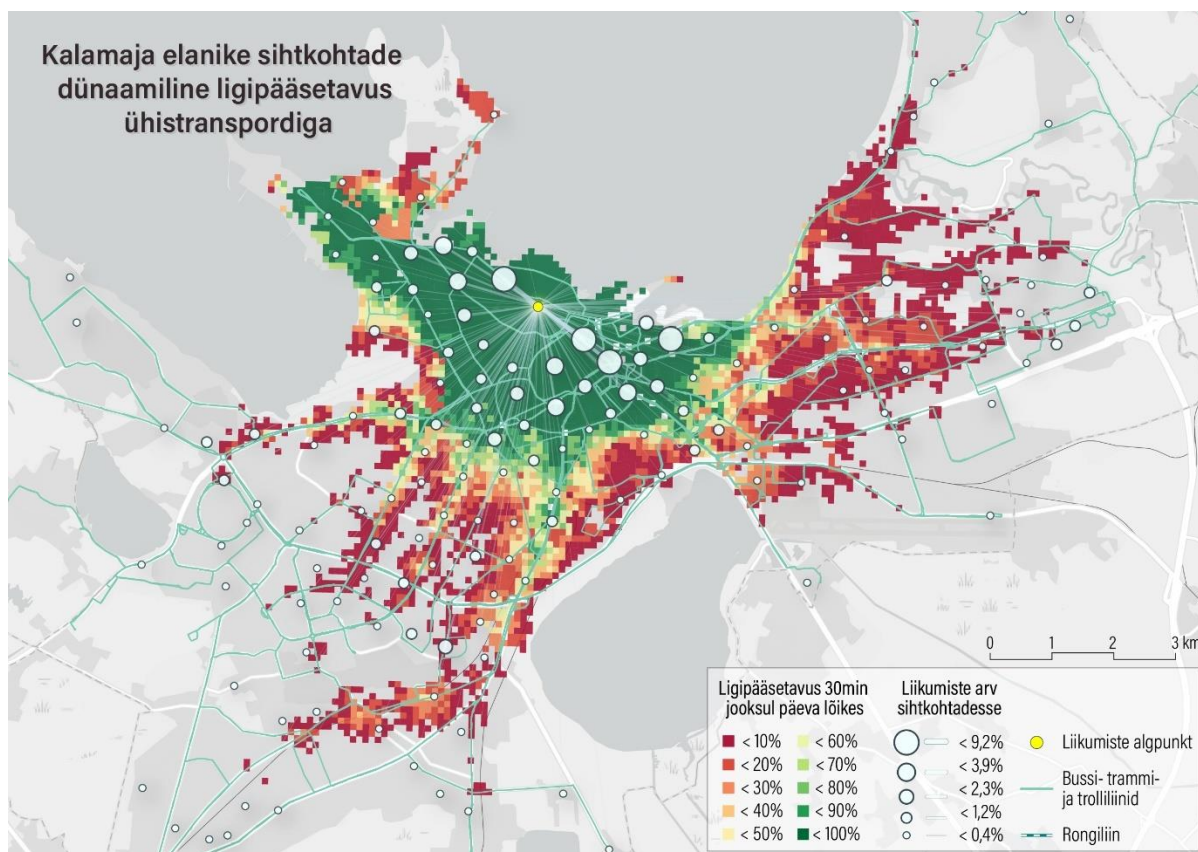 Kalamaja elanike sihtkohtade
dünaamiline ligipääsetavus
ühistranspordiga
0 1 2 3 km
Ligipääsetavus 30min
jooksul päeva lõikes
< 10%
< 20%
< 30%
< 40%
< 50%
< 60%
< 70%
< 80%
< 90%
< 100%
Liikumiste arv
sihtkohtadesse
< 9,2%
< 3,9%
< 2,3%
< 1,2%
< 0,4%
Liikumiste algpunkt
Bussi- trammi-
ja trolliliinid
Rongiliin